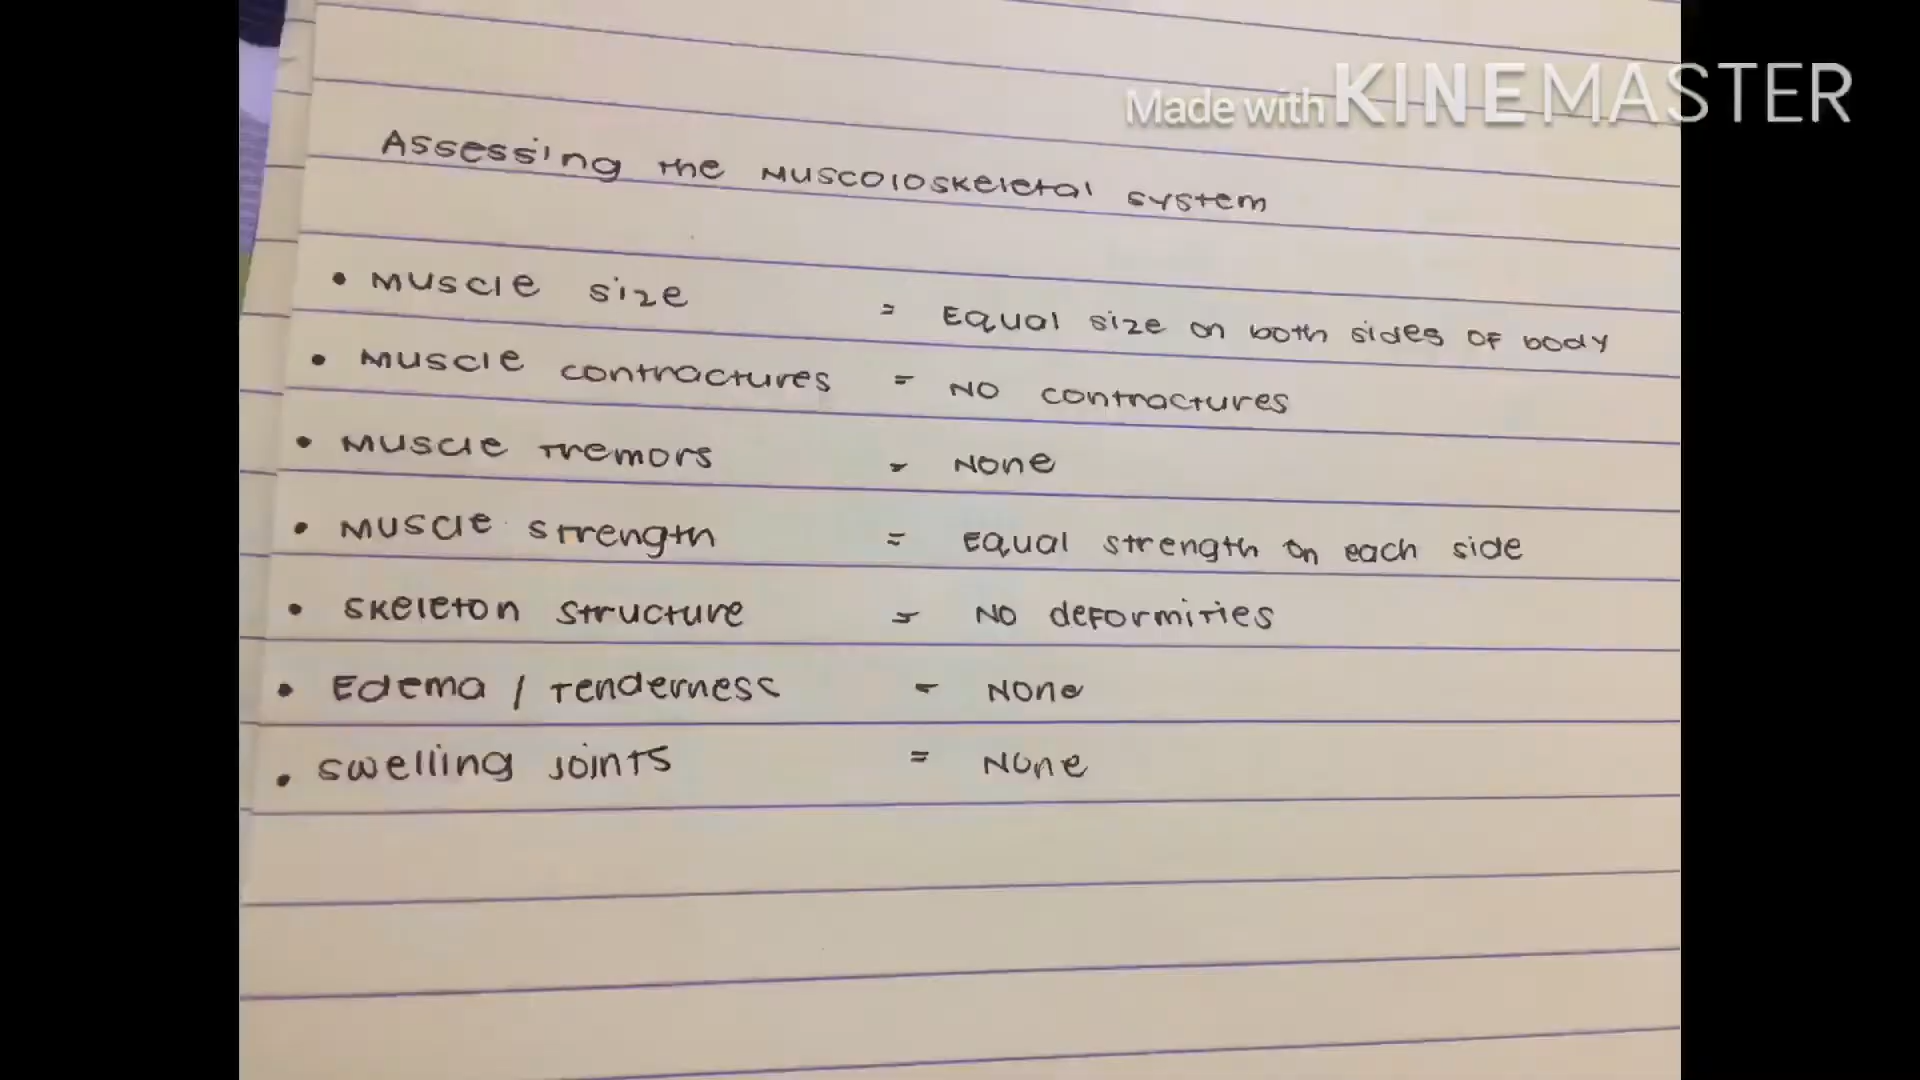 Made with KINEMASTER
Assessing the Muscoloskeletal system
• Muscle size = Equal size on both sides of body
• Muscle contractures = No contractures
• Muscle tremors = None
• Muscle strength = Equal strength on each side
• Skeleton structure = No deformities
• Edema / Tenderness = None
• Swelling joints = None